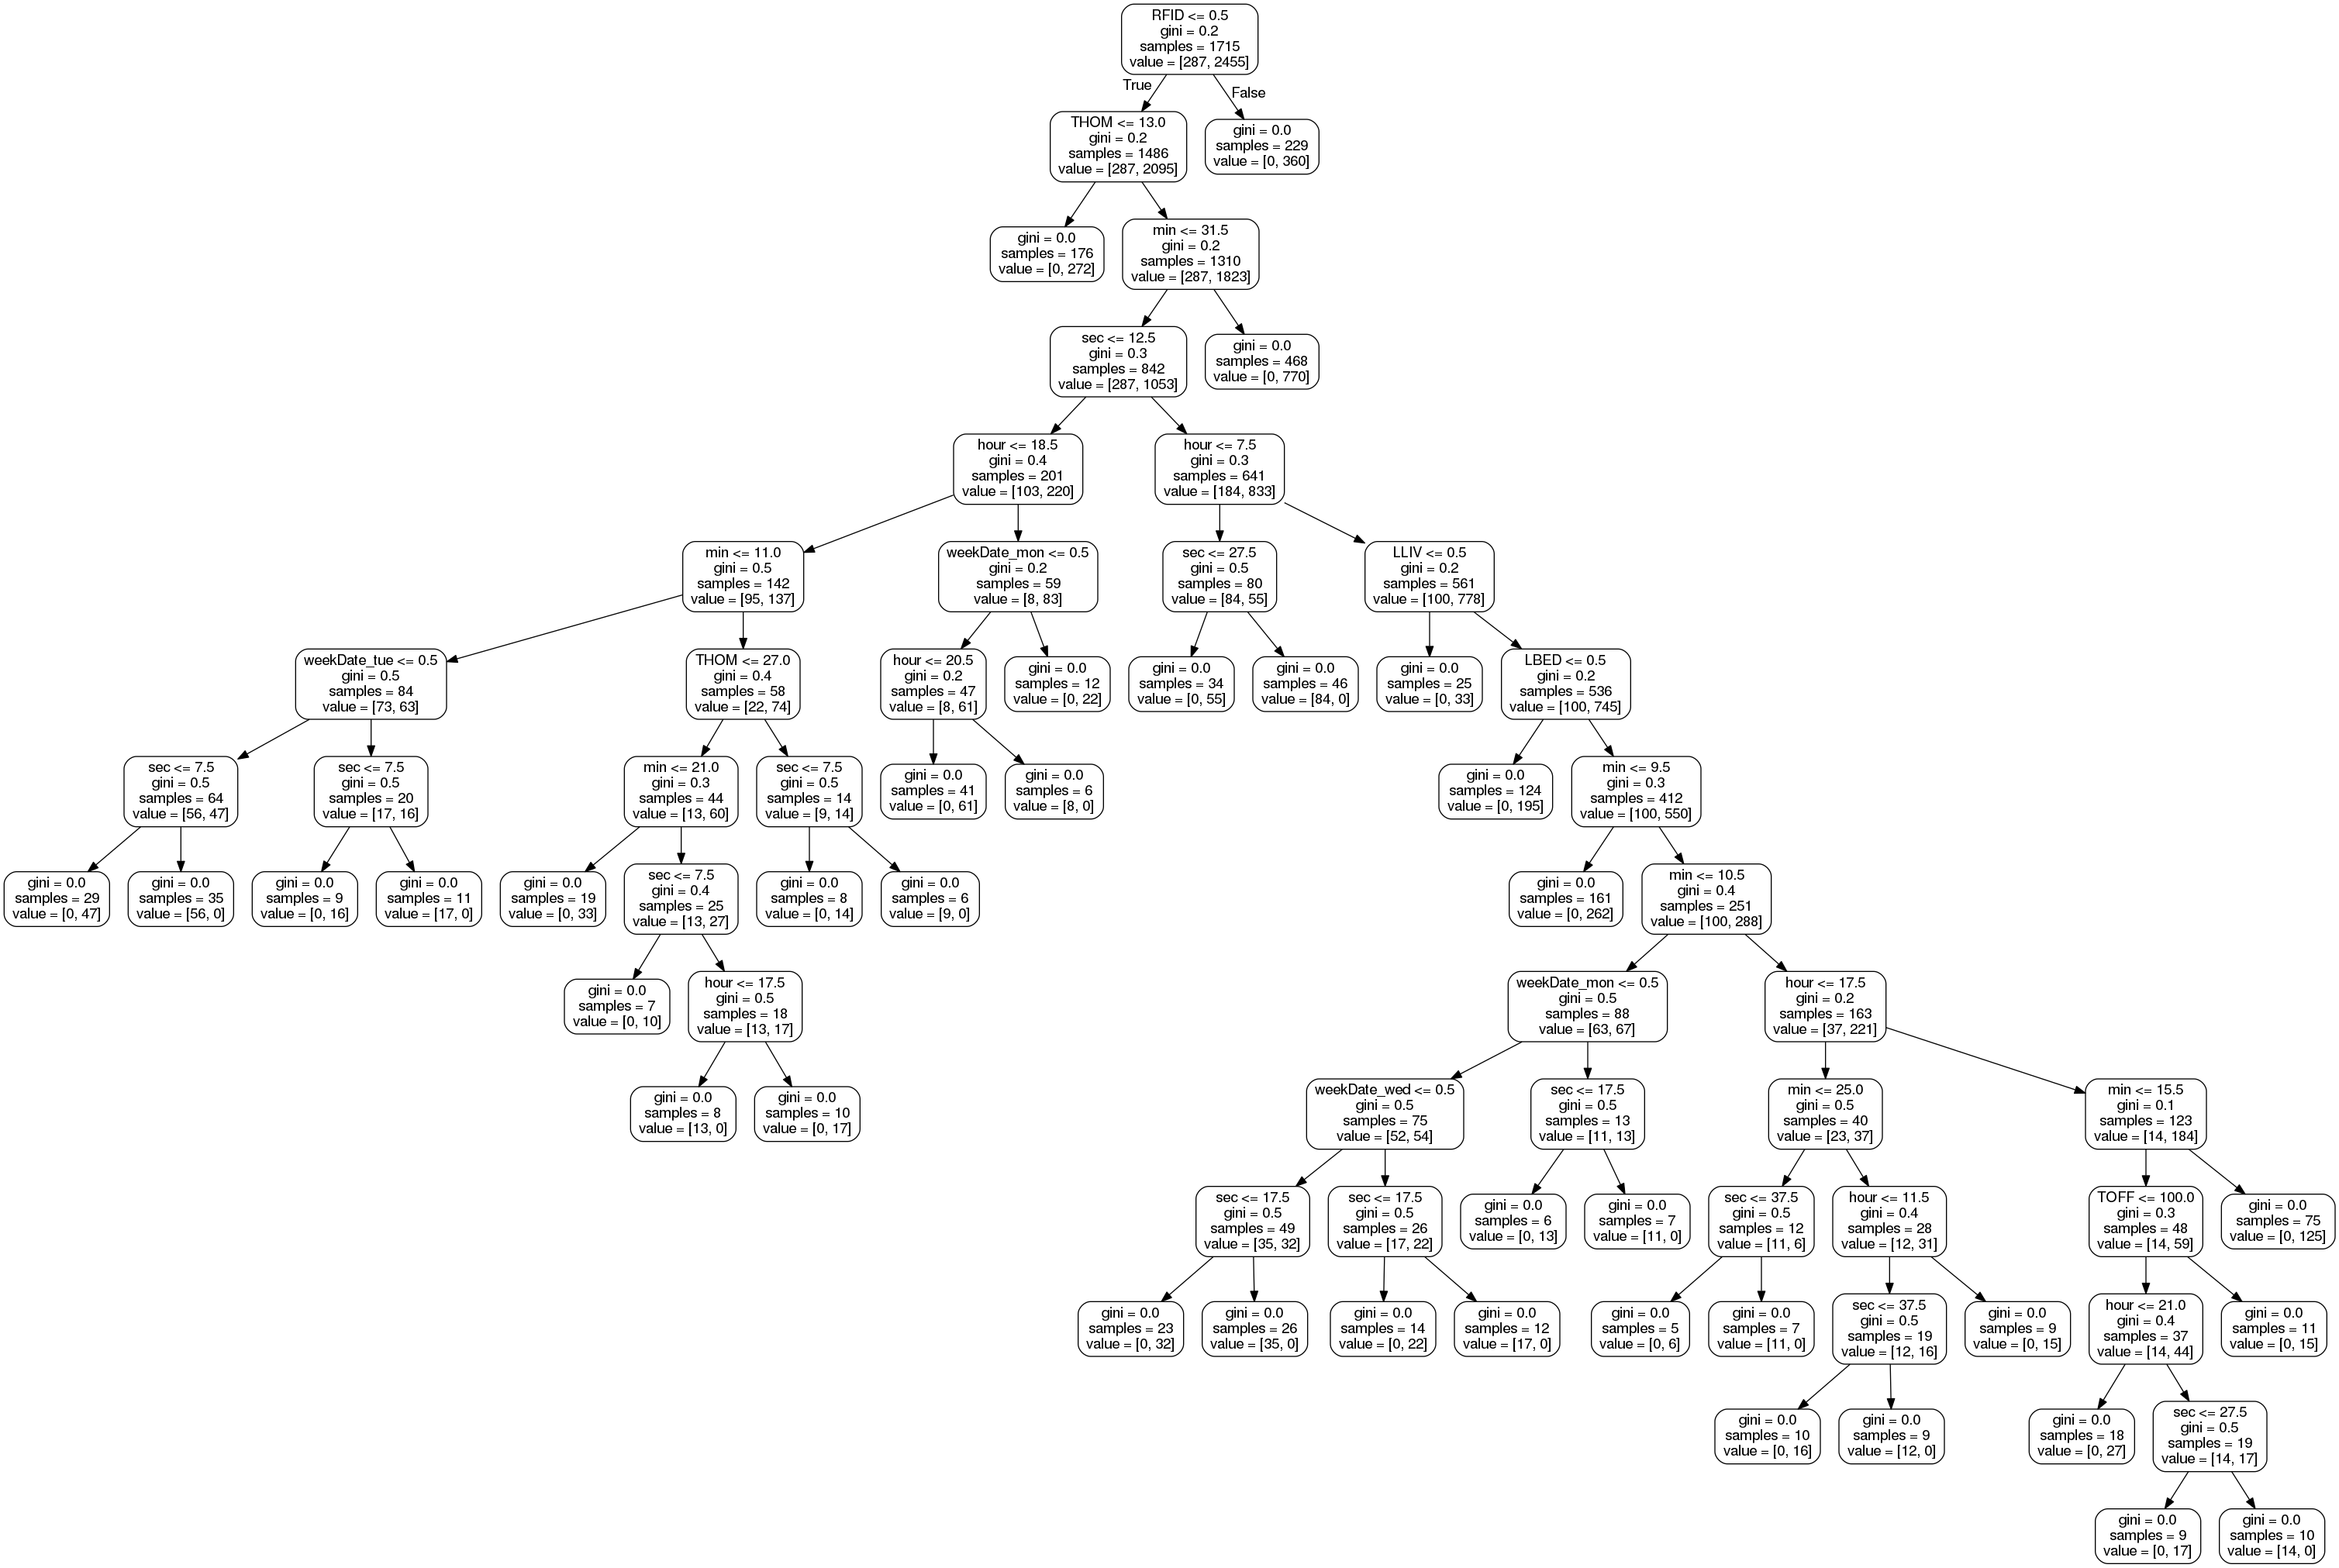 RFID <= 0.5
gini = 0.2
samples = 1715
value = [287, 2455]
True
False
THOM <= 13.0
gini = 0.2
samples = 1486
value = [287, 2095]
gini = 0.0
samples = 229
value = [0, 360]
gini = 0.0
samples = 176
value = [0, 272]
min <= 31.5
gini = 0.2
samples = 1310
value = [287, 1823]
sec <= 12.5
gini = 0.3
samples = 842
value = [287, 1053]
gini = 0.0
samples = 468
value = [0, 770]
hour <= 18.5
gini = 0.4
samples = 201
value = [103, 220]
hour <= 7.5
gini = 0.3
samples = 641
value = [184, 833]
min <= 11.0
gini = 0.5
samples = 142
value = [95, 137]
weekDate_mon <= 0.5
gini = 0.2
samples = 59
value = [8, 83]
sec <= 27.5
gini = 0.5
samples = 80
value = [84, 55]
LLIV <= 0.5
gini = 0.2
samples = 561
value = [100, 778]
weekDate_tue <= 0.5
gini = 0.5
samples = 84
value = [73, 63]
THOM <= 27.0
gini = 0.4
samples = 58
value = [22, 74]
hour <= 20.5
gini = 0.2
samples = 47
value = [8, 61]
gini = 0.0
samples = 12
value = [0, 22]
gini = 0.0
samples = 34
value = [0, 55]
gini = 0.0
samples = 46
value = [84, 0]
gini = 0.0
samples = 25
value = [0, 33]
LBED <= 0.5
gini = 0.2
samples = 536
value = [100, 745]
sec <= 7.5
gini = 0.5
samples = 64
value = [56, 47]
sec <= 7.5
gini = 0.5
samples = 20
value = [17, 16]
min <= 21.0
gini = 0.3
samples = 44
value = [13, 60]
sec <= 7.5
gini = 0.5
samples = 14
value = [9, 14]
gini = 0.0
samples = 41
value = [0, 61]
gini = 0.0
samples = 6
value = [8, 0]
gini = 0.0
samples = 124
value = [0, 195]
min <= 9.5
gini = 0.3
samples = 412
value = [100, 550]
gini = 0.0
samples = 29
value = [0, 47]
gini = 0.0
samples = 35
value = [56, 0]
gini = 0.0
samples = 9
value = [0, 16]
gini = 0.0
samples = 11
value = [17, 0]
gini = 0.0
samples = 19
value = [0, 33]
sec <= 7.5
gini = 0.4
samples = 25
value = [13, 27]
gini = 0.0
samples = 8
value = [0, 14]
gini = 0.0
samples = 6
value = [9, 0]
gini = 0.0
samples = 161
value = [0, 262]
min <= 10.5
gini = 0.4
samples = 251
value = [100, 288]
gini = 0.0
samples = 7
value = [0, 10]
hour <= 17.5
gini = 0.5
samples = 18
value = [13, 17]
weekDate_mon <= 0.5
gini = 0.5
samples = 88
value = [63, 67]
hour <= 17.5
gini = 0.2
samples = 163
value = [37, 221]
gini = 0.0
samples = 8
value = [13, 0]
gini = 0.0
samples = 10
value = [0, 17]
weekDate_wed <= 0.5
gini = 0.5
samples = 75
value = [52, 54]
sec <= 17.5
gini = 0.5
samples = 13
value = [11, 13]
min <= 25.0
gini = 0.5
samples = 40
value = [23, 37]
min <= 15.5
gini = 0.1
samples = 123
value = [14, 184]
sec <= 17.5
gini = 0.5
samples = 49
value = [35, 32]
sec <= 17.5
gini = 0.5
samples = 26
value = [17, 22]
gini = 0.0
samples = 6
value = [0, 13]
gini = 0.0
samples = 7
value = [11, 0]
sec <= 37.5
gini = 0.5
samples = 12
value = [11, 6]
hour <= 11.5
gini = 0.4
samples = 28
value = [12, 31]
TOFF <= 100.0
gini = 0.3
samples = 48
value = [14, 59]
gini = 0.0
samples = 75
value = [0, 125]
gini = 0.0
samples = 23
value = [0, 32]
gini = 0.0
samples = 26
value = [35, 0]
gini = 0.0
samples = 14
value = [0, 22]
gini = 0.0
samples = 12
value = [17, 0]
gini = 0.0
samples = 5
value = [0, 6]
gini = 0.0
samples = 7
value = [11, 0]
sec <= 37.5
gini = 0.5
samples = 19
value = [12, 16]
gini = 0.0
samples = 9
value = [0, 15]
hour <= 21.0
gini = 0.4
samples = 37
value = [14, 44]
gini = 0.0
samples = 11
value = [0, 15]
gini = 0.0
samples = 10
value = [0, 16]
gini = 0.0
samples = 9
value = [12, 0]
gini = 0.0
samples = 18
value = [0, 27]
sec <= 27.5
gini = 0.5
samples = 19
value = [14, 17]
gini = 0.0
samples = 9
value = [0, 17]
gini = 0.0
samples = 10
value = [14, 0]